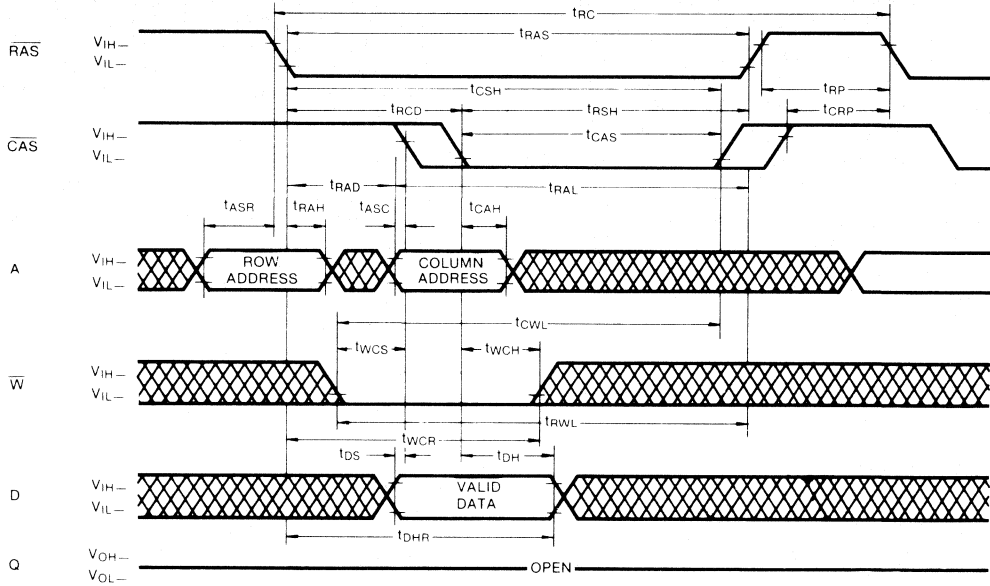 tRC
RAS
VIH
tRAS
VIL
tCSH
tRP
tRCD
tRSH
tCRP
CAS
VIH
tCAS
VIL
tRAD
tRAL
tASR
tRAH
tASC
tCAH
A
VIH
ROW ADDRESS
COLUMN ADDRESS
VIL
tCWL
tWCS
tWCH
W
VIH
VIL
tRWL
tWCR
tDS
tDH
D
VIH
VALID DATA
VIL
tDHR
Q
VOH
OPEN
VOL